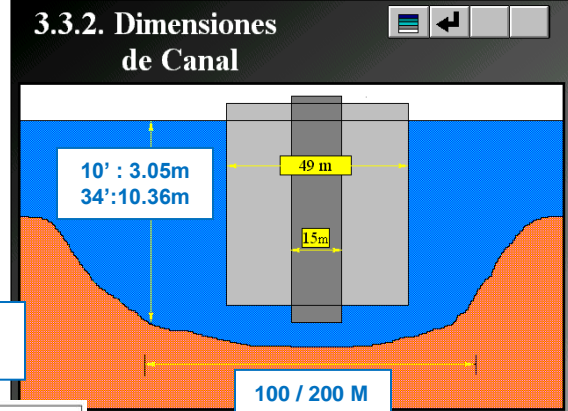 3.3.2. Dimensiones
de Canal
10' : 3.05m
34':10.36m
49 m
15m
100 / 200 M